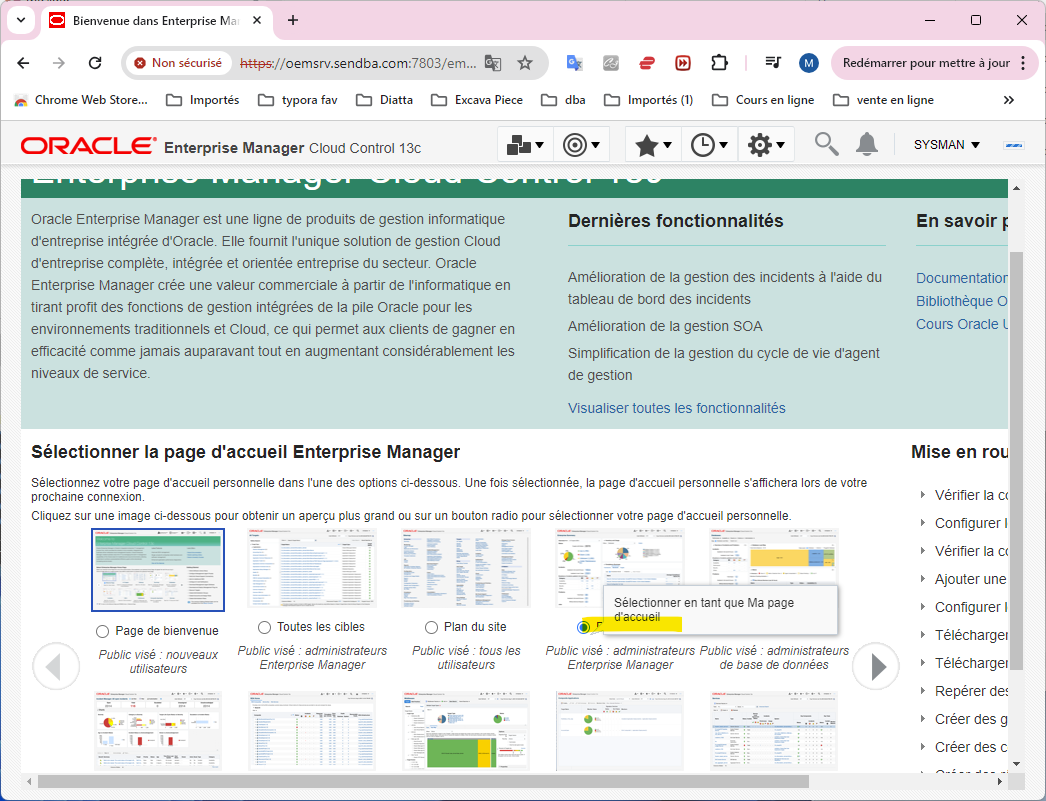 Bienvenue dans Enterprise Ma
Non sécurisé
https://oemsrv.sendba.com:7803/em...
M
Redémarrer pour mettre à jour
Chrome Web Store...
Importés
typora fav
Diatta
Excava Piece
dba
Importés (1)
Cours en ligne
vente en ligne
ORACLE Enterprise Manager Cloud Control 13c
SYSMAN
Enterprise Manager Cloud Control 13c
Oracle Enterprise Manager est une ligne de produits de gestion informatique
d'entreprise intégrée d'Oracle. Elle fournit l'unique solution de gestion Cloud
d'entreprise complète, intégrée et orientée entreprise du secteur. Oracle
Enterprise Manager crée une valeur commerciale à partir de l'informatique en
tirant profit des fonctions de gestion intégrées de la pile Oracle pour les
environnements traditionnels et Cloud, ce qui permet aux clients de gagner en
efficacité comme jamais auparavant tout en augmentant considérablement les
niveaux de service.
Dernières fonctionnalités
Amélioration de la gestion des incidents à l'aide du
tableau de bord des incidents
Amélioration de la gestion SOA
Simplification de la gestion du cycle de vie d'agent
de gestion
Visualiser toutes les fonctionnalités
En savoir p
Documentation
Bibliothèque O
Cours Oracle U
Sélectionner la page d'accueil Enterprise Manager
Sélectionnez votre page d'accueil personnelle dans l'une des options ci-dessous. Une fois sélectionnée, la page d'accueil personnelle s'affichera lors de votre
prochaine connexion.
Cliquez sur une image ci-dessous pour obtenir un aperçu plus grand ou sur un bouton radio pour sélectionner votre page d'accueil personnelle.
Page de bienvenue
Public visé : nouveaux
utilisateurs
Toutes les cibles
Public visé : administrateurs
Enterprise Manager
Plan du site
Public visé : tous les
utilisateurs
Sélectionner en tant que Ma page
d'accueil
Public visé : administrateurs
Enterprise Manager
Public visé : administrateurs
de base de données
Mise en rou
Vérifier la co
Configurer l
Vérifier la co
Ajouter une
Configurer l
Télécharger
Télécharger
Repérer des
Créer des g
Créer des c